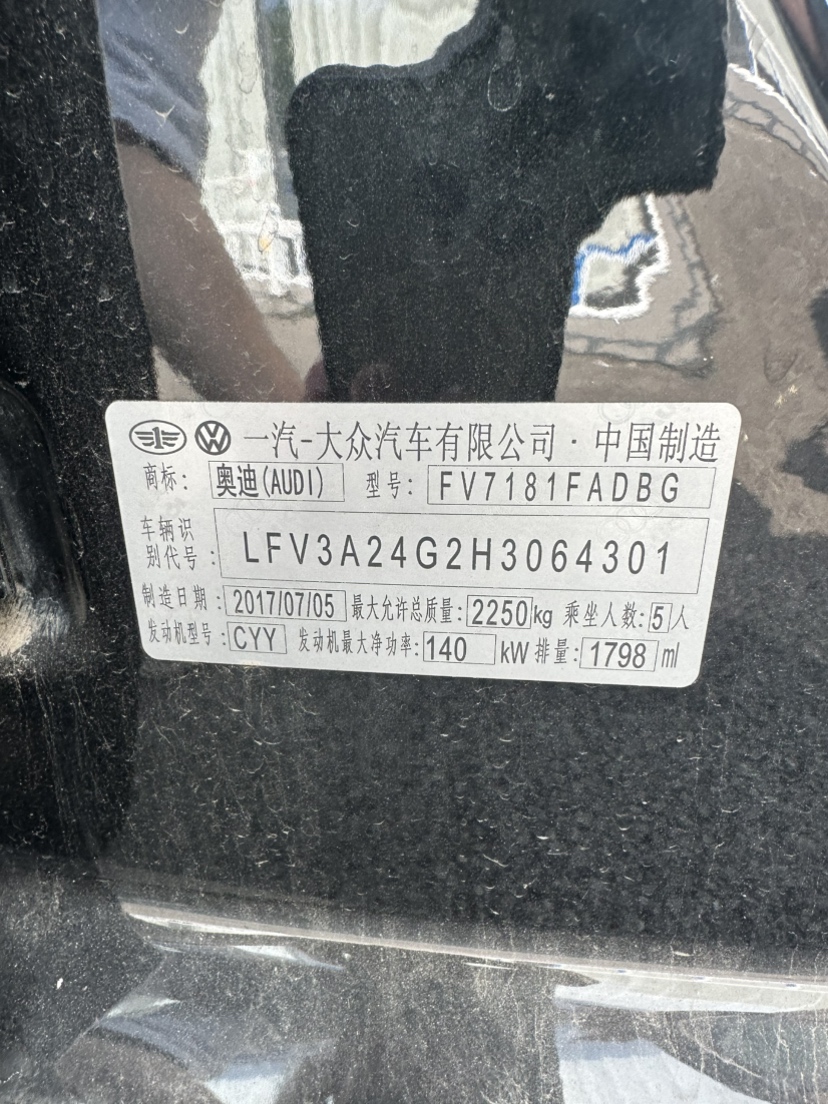 一汽-大众汽车有限公司·中国制造
商标: 奥迪(AUDI) 型号: FV7181FADBG
车辆识别代号: LFV3A24G2H3064301
制造日期: 2017/07/05 最大允许总质量: 2250kg 乘坐人数: 5人
发动机型号: CYY 发动机最大净功率: 140 kW 排量: 1798 ml